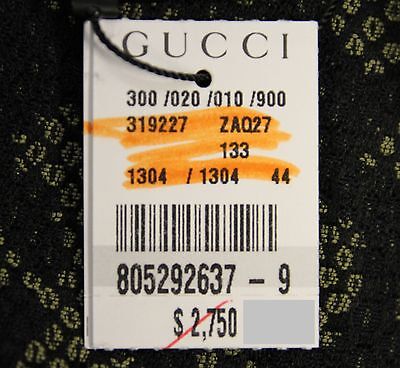 GUCCI
300 /020 /010 /900
319227 ZAQ27
133
1304 / 1304 44
805292637 - 9
$ 2,750